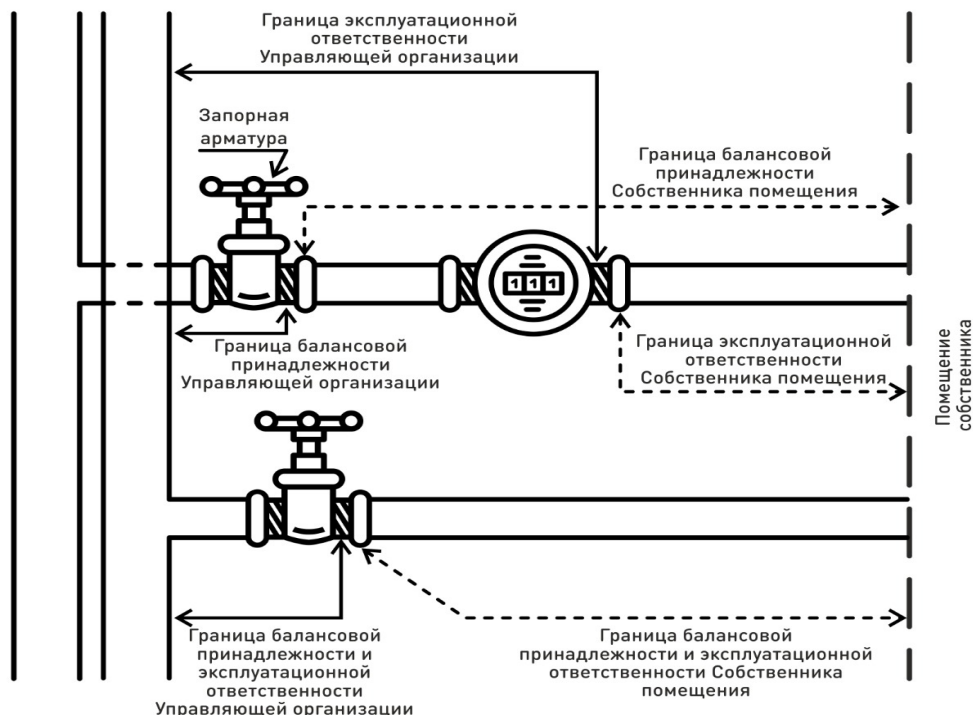 Граница эксплуатационной
ответственности
Управляющей организации
Запорная
арматура
Граница балансовой
принадлежности
Собственника помещения
111
Граница балансовой
принадлежности
Управляющей организации
Граница эксплуатационной
ответственности
Собственника помещения
Помещение
собственника
Граница балансовой
принадлежности и
эксплуатационной
ответственности
Управляющей организации
Граница балансовой
принадлежности и эксплуатационной
ответственности Собственника
помещения